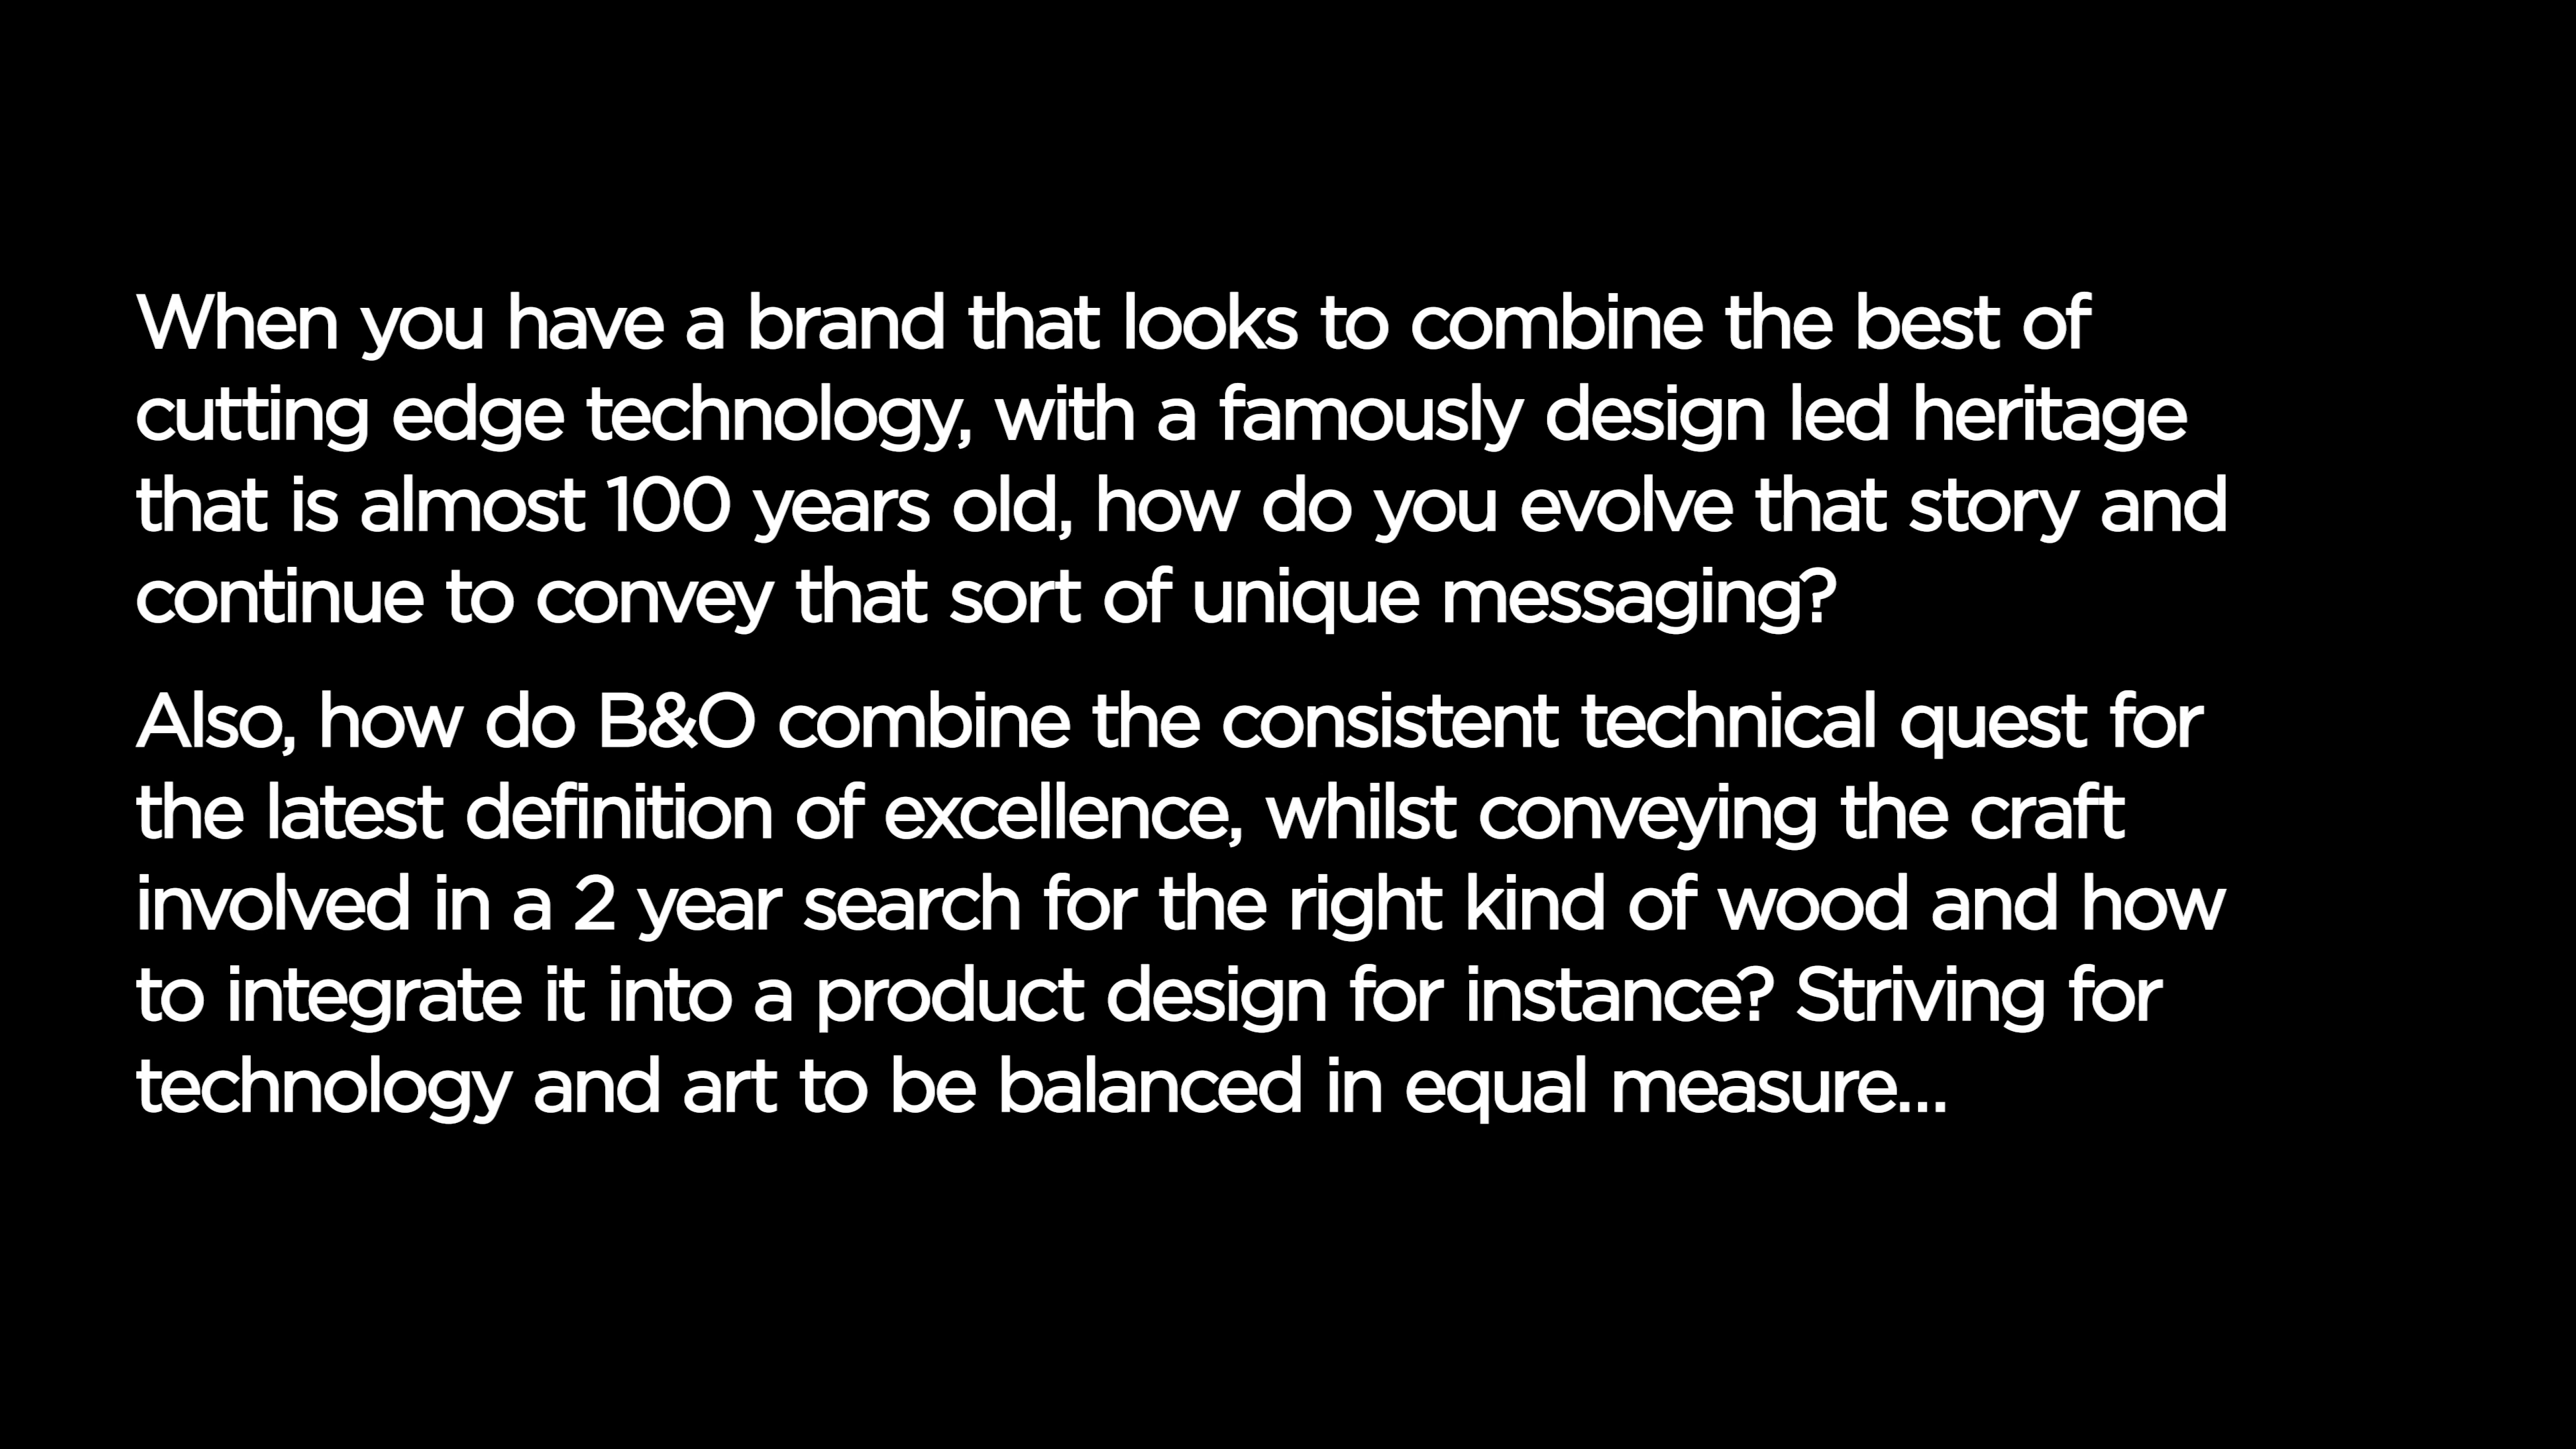 When you have a brand that looks to combine the best of
cutting edge technology, with a famously design led heritage
that is almost 100 years old, how do you evolve that story and
continue to convey that sort of unique messaging?
Also, how do B&O combine the consistent technical quest for
the latest definition of excellence, whilst conveying the craft
involved in a 2 year search for the right kind of wood and how
to integrate it into a product design for instance? Striving for
technology and art to be balanced in equal measure...